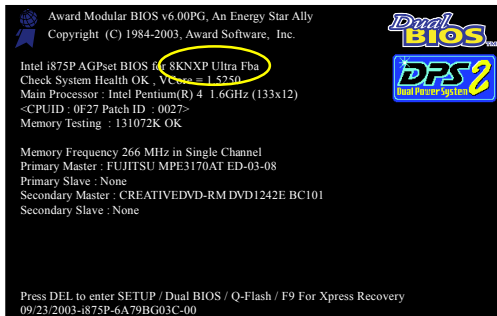 Award Modular BIOS v6.00PG, An Energy Star Ally
Copyright (C) 1984-2003, Award Software, Inc.
Dual
BIOS TM
Intel i875P AGPset BIOS for 8KNXP Ultra Fba
Check System Health OK , VCore = 1.5250
Main Processor : Intel Pentium(R) 4 1.6GHz (133x12)
<CPUID : 0F27 Patch ID : 0027>
Memory Testing : 131072K OK
DPS 2
Dual Power System
Memory Frequency 266 MHz in Single Channel
Primary Master : FUJITSU MPE3170AT ED-03-08
Primary Slave : None
Secondary Master : CREATIVEDVD-RM DVD1242E BC101
Secondary Slave : None
Press DEL to enter SETUP / Dual BIOS / Q-Flash / F9 For Xpress Recovery
09/23/2003-i875P-6A79BG03C-00